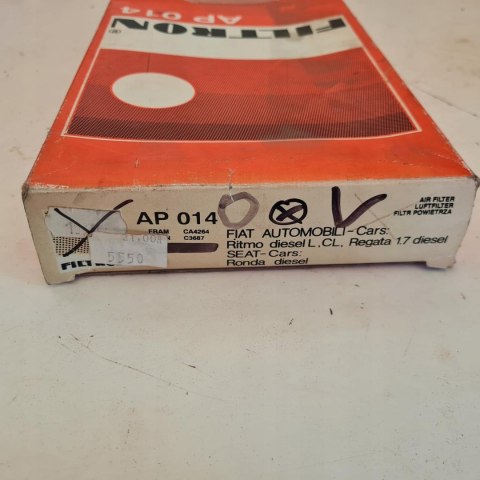 FILTRON®
AP 014
AP 014 O V
AIR FILTER
LUFTFILTER
FILTR POWIETRZA
FRAM CA4264
C3687
5550
FIAT AUTOMOBILI-Cars:
Ritmo diesel L, CL, Regata 1.7 diesel
SEAT-Cars:
Ronda diesel